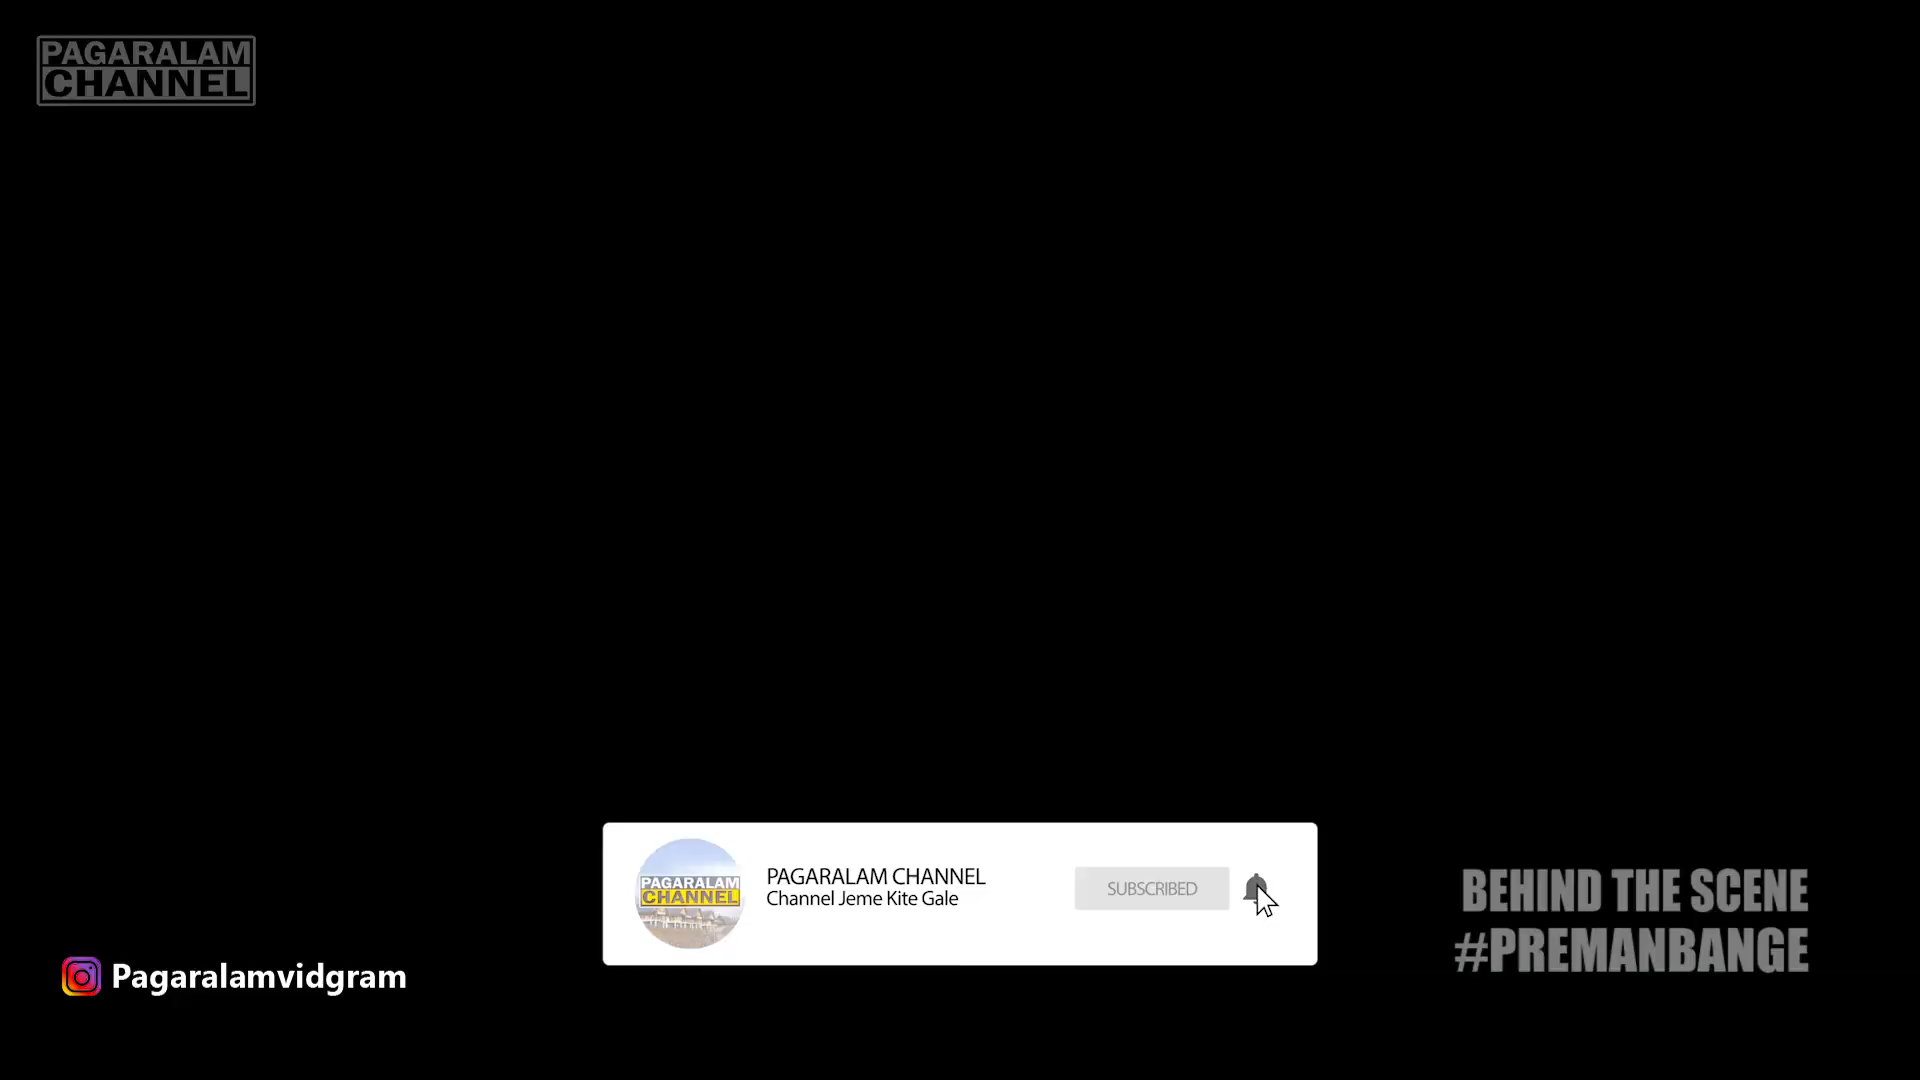 PAGARALAM
CHANNEL
PAGARALAM
CHANNEL
PAGARALAM CHANNEL
Channel Jeme Kite Gale
SUBSCRIBED
BEHIND THE SCENE
#PREMANBANGE
Pagaralamvidgram